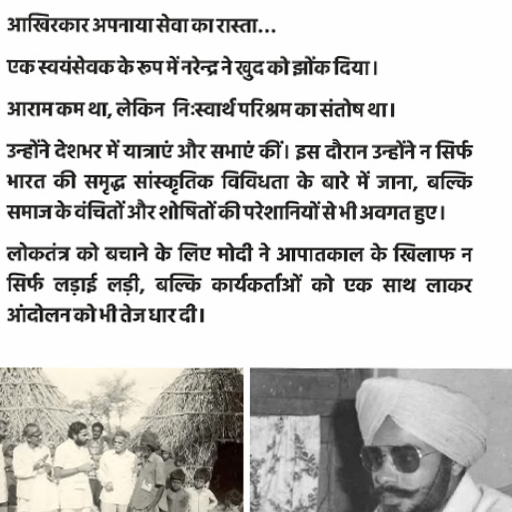 आखिरकार अपनाया सेवा का रास्ता...
एक स्वयंसेवक के रूप में नरेन्द्र ने खुद को झोंक दिया।
आराम कम था, लेकिन निःस्वार्थ परिश्रम का संतोष था।
उन्होंने देशभर में यात्राएं और सभाएं कीं। इस दौरान उन्होंने न सिर्फ
भारत की समृद्ध सांस्कृतिक विविधता के बारे में जाना, बल्कि
समाज के वंचितों और शोषितों की परेशानियों से भी अवगत हुए।
लोकतंत्र को बचाने के लिए मोदी ने आपातकाल के खिलाफ न
सिर्फ लड़ाई लड़ी, बल्कि कार्यकर्ताओं को एक साथ लाकर
आंदोलन को भी तेज धार दी।